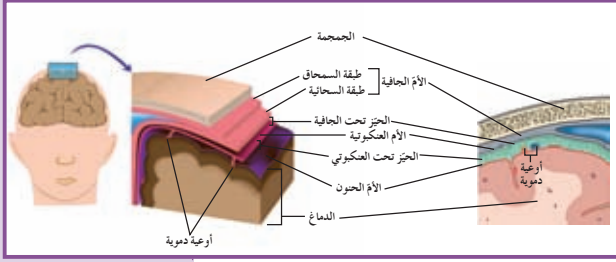 الجمجمة
طبقة السمحاق
الأمّ الجافية
طبقة السحائية
الحيّز تحت الجافية
الأم العنكبوتية
الحيّز تحت العنكبوتي
الأمّ الحنون
الدماغ
أوعية دموية
أوعية
دموية